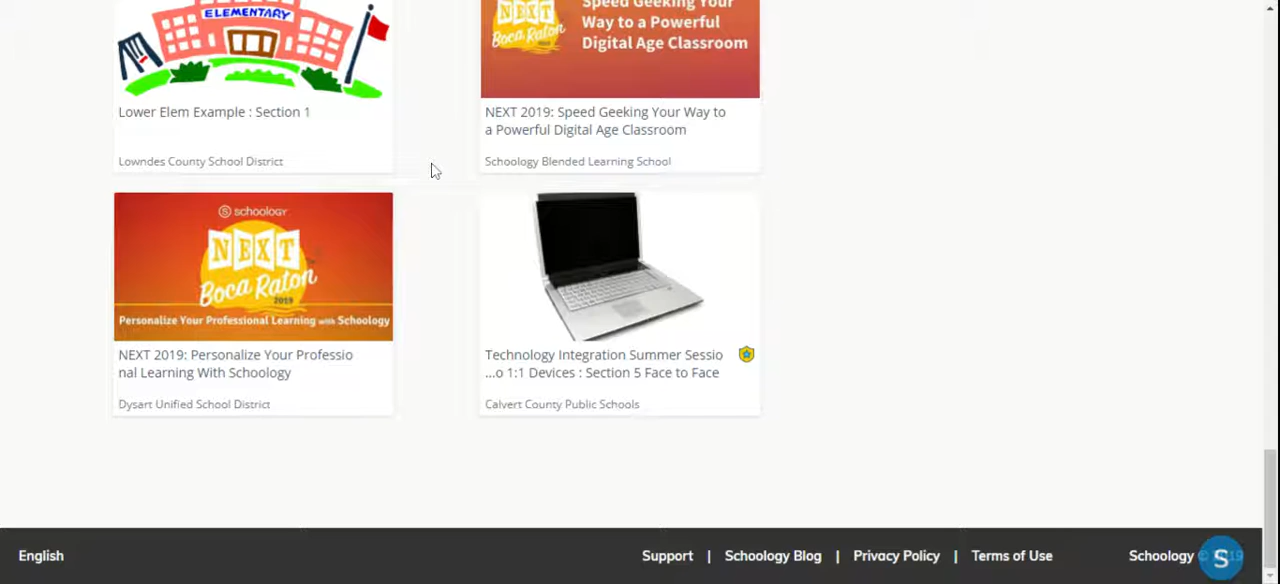 ELEMENTARY
NEXT
Boca Raton
Speed Geeking Your
Way to a Powerful
Digital Age Classroom
Lower Elem Example : Section 1
Lowndes County School District
NEXT 2019: Speed Geeking Your Way to
a Powerful Digital Age Classroom
Schoology Blended Learning School
schoology
NEXT
Boca Raton
2019
Personalize Your Professional Learning with Schoology
NEXT 2019: Personalize Your Professio
nal Learning With Schoology
Dysart Unified School District
Technology Integration Summer Sessio
...o 1:1 Devices : Section 5 Face to Face
Calvert County Public Schools
English
Support | Schoology Blog | Privacy Policy | Terms of Use
Schoology © 2019
S